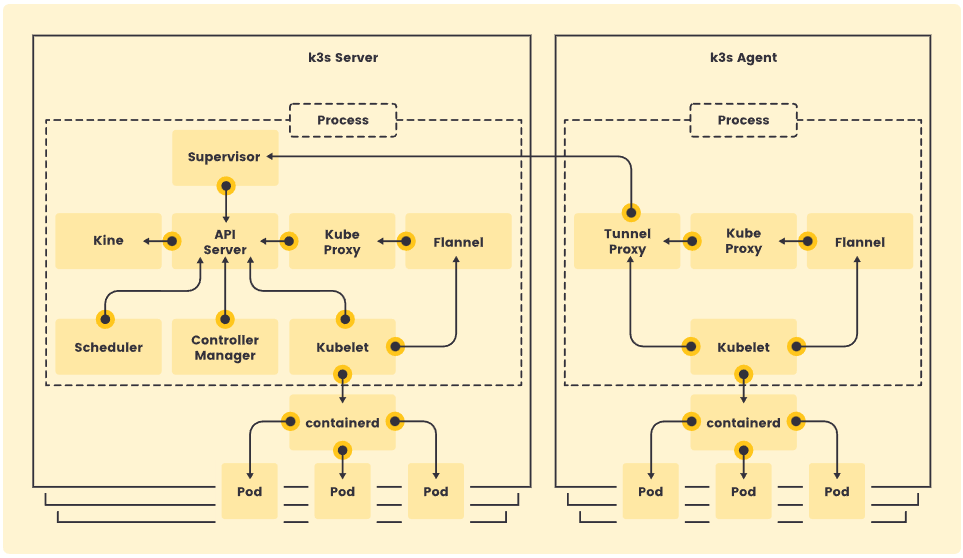 k3s Server
Process
Supervisor
Kine
API
Server
Kube
Proxy
Flannel
Scheduler
Controller
Manager
Kubelet
containerd
Pod
Pod
Pod
k3s Agent
Process
Tunnel
Proxy
Kube
Proxy
Flannel
Kubelet
containerd
Pod
Pod
Pod